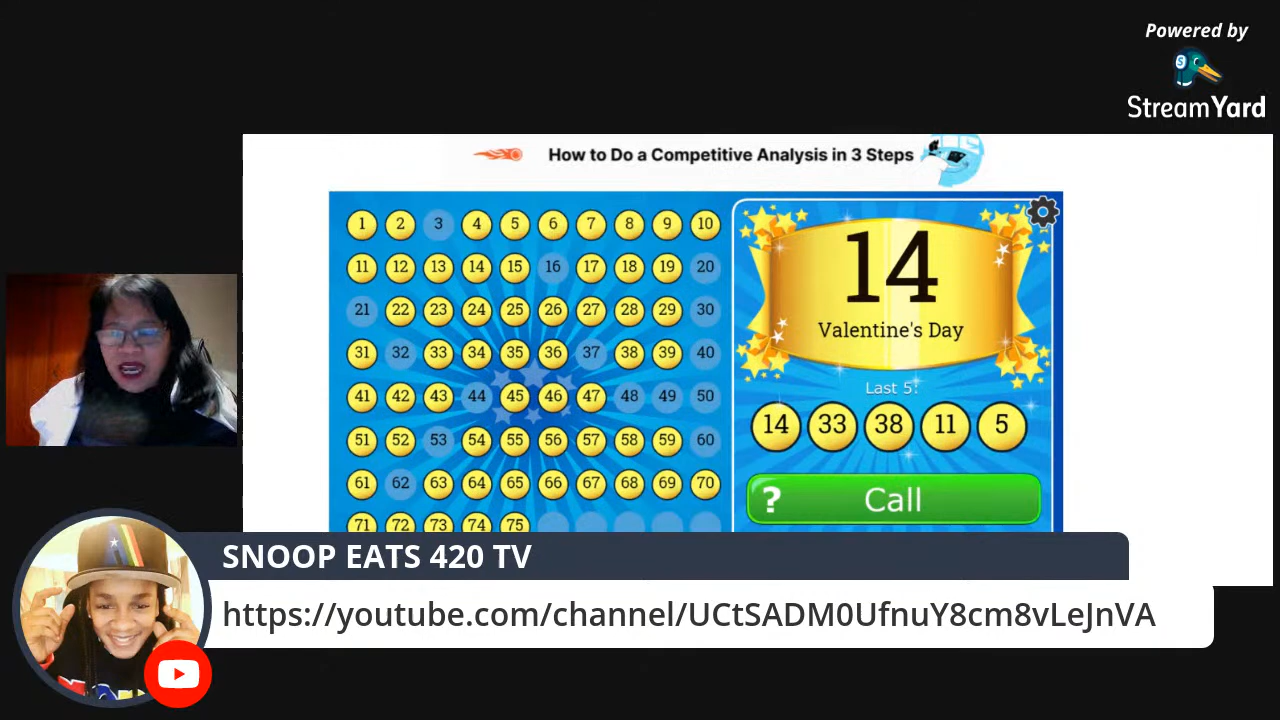 Powered by
StreamYard
How to Do a Competitive Analysis in 3 Steps
1 2 3 4 5 6 7 8 9 10
11 12 13 14 15 16 17 18 19 20
21 22 23 24 25 26 27 28 29 30
31 32 33 34 35 36 37 38 39 40
41 42 43 44 45 46 47 48 49 50
51 52 53 54 55 56 57 58 59 60
61 62 63 64 65 66 67 68 69 70
71 72 73 74 75
14
Valentine's Day
Last 5:
14 33 38 11 5
? Call
SNOOP EATS 420 TV
https://youtube.com/channel/UCtSADM0UfnuY8cm8vLeJnVA